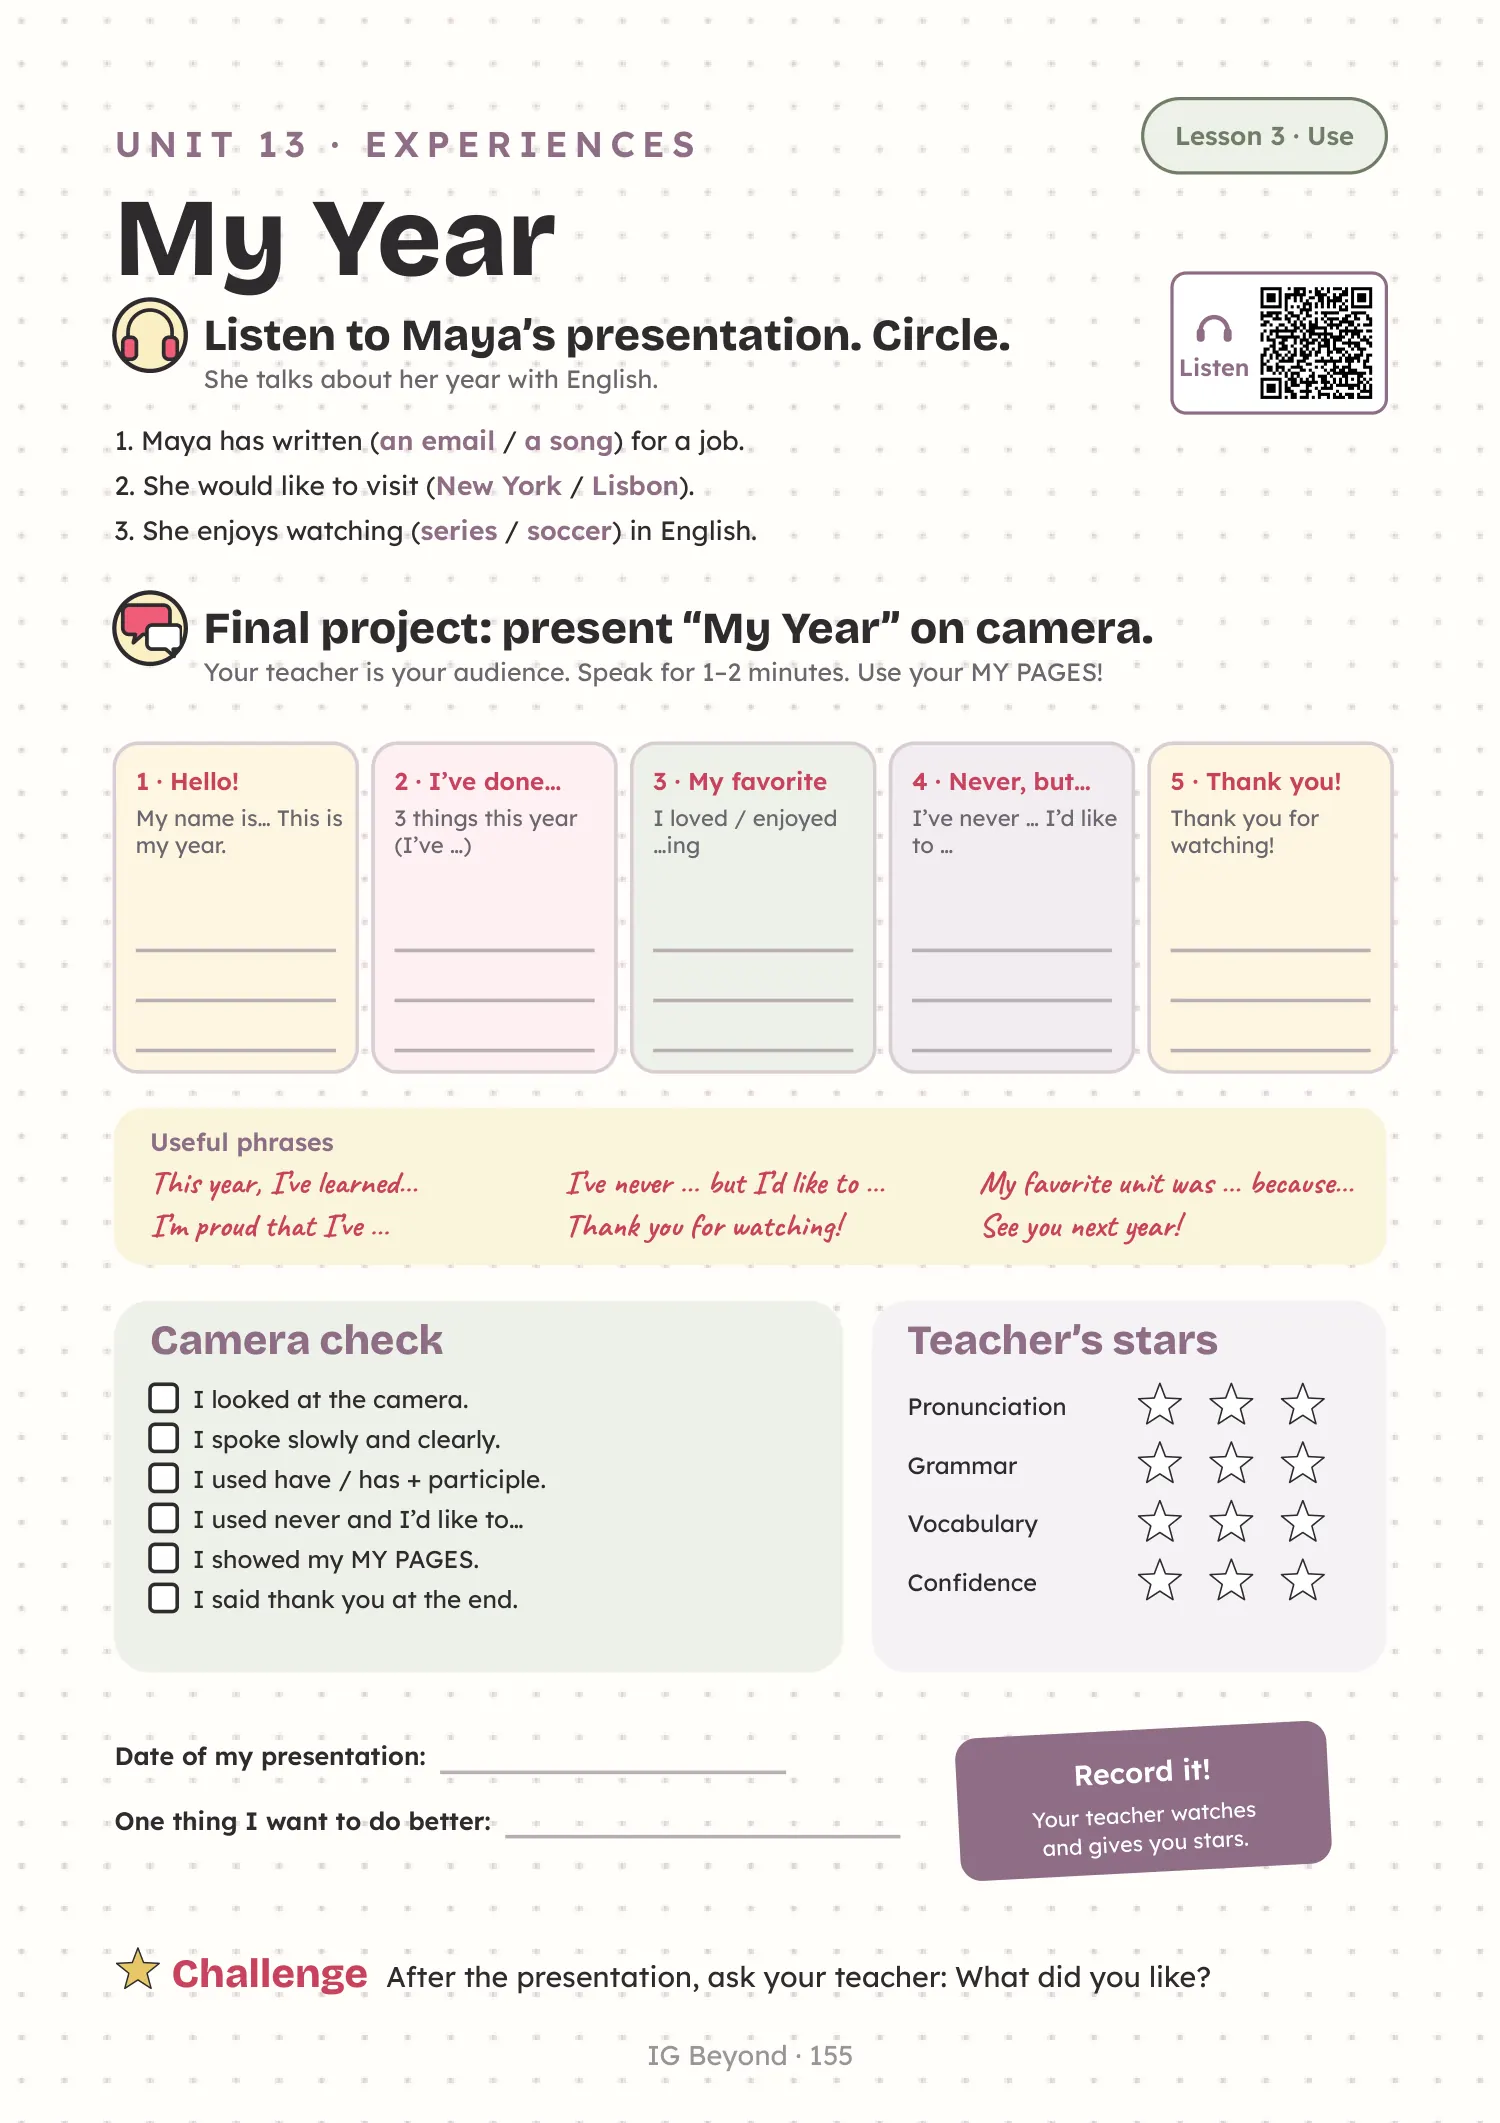 UNIT 13 · EXPERIENCES
Lesson 3 · Use
My Year
Listen to Maya’s presentation. Circle.
She talks about her year with English.
Listen
1. Maya has written (an email / a song) for a job.
2. She would like to visit (New York / Lisbon).
3. She enjoys watching (series / soccer) in English.
Final project: present “My Year” on camera.
Your teacher is your audience. Speak for 1–2 minutes. Use your MY PAGES!
1 · Hello!
My name is… This is
my year.
2 · I’ve done…
3 things this year
(I’ve …)
3 · My favorite
I loved / enjoyed
…ing
4 · Never, but…
I’ve never … I’d like
to …
5 · Thank you!
Thank you for
watching!
Useful phrases
This year, I’ve learned…
I’ve never … but I’d like to …
My favorite unit was … because…
I’m proud that I’ve …
Thank you for watching!
See you next year!
Camera check
I looked at the camera.
I spoke slowly and clearly.
I used have / has + participle.
I used never and I’d like to…
I showed my MY PAGES.
I said thank you at the end.
Teacher’s stars
Pronunciation
Grammar
Vocabulary
Confidence
Date of my presentation:
One thing I want to do better:
Record it!
Your teacher watches
and gives you stars.
Challenge After the presentation, ask your teacher: What did you like?
IG Beyond · 155